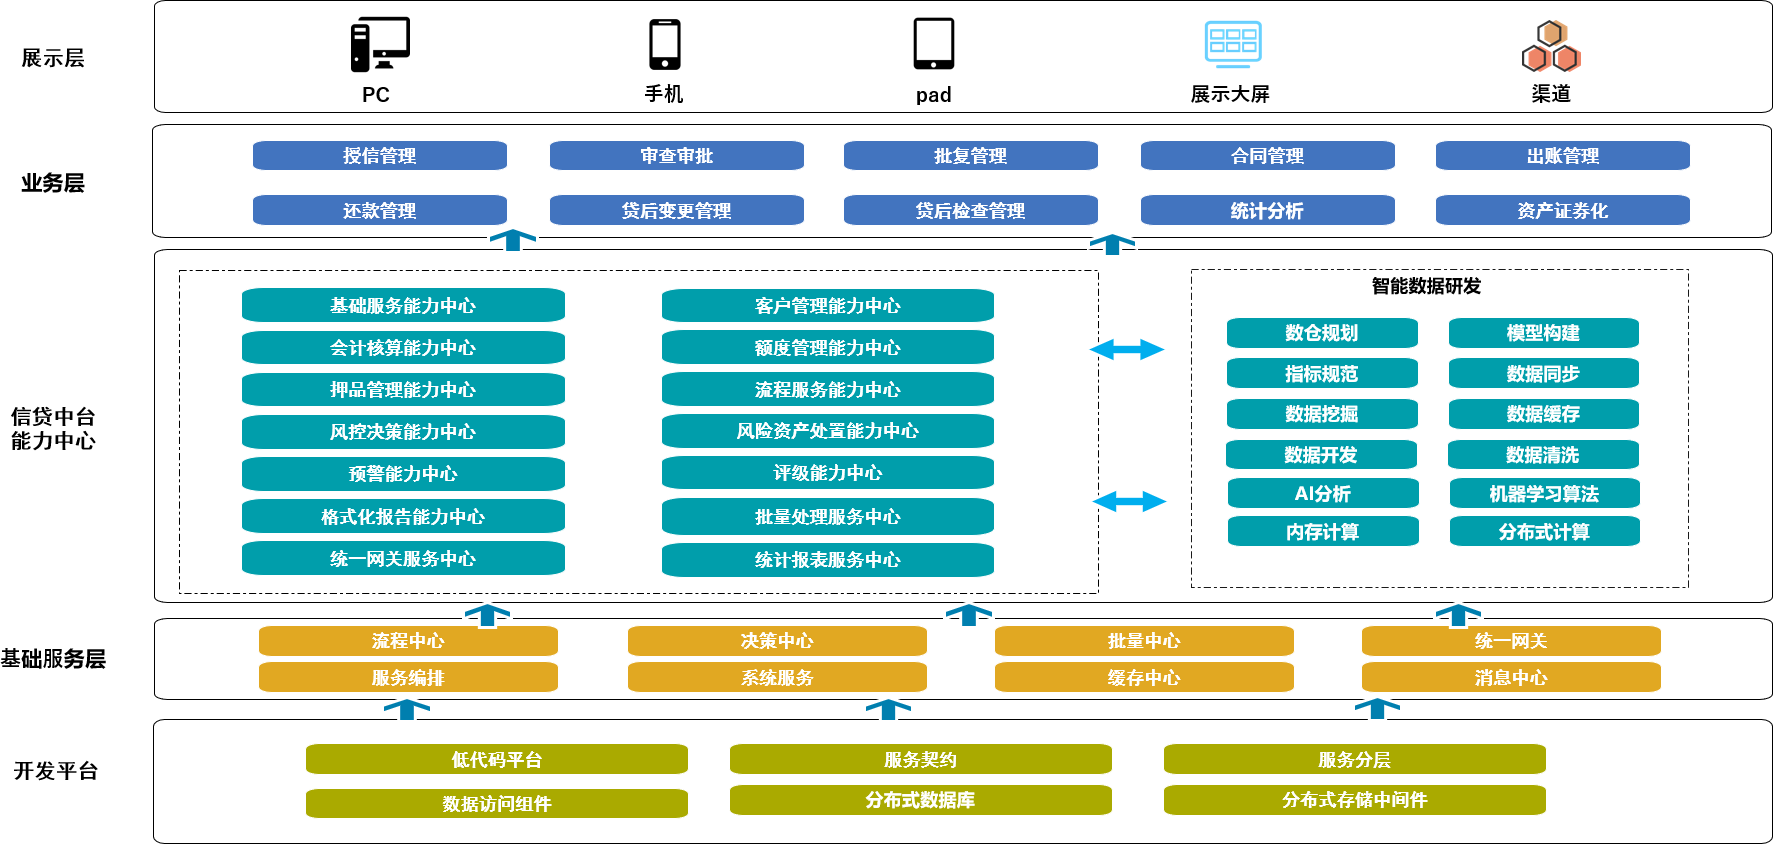 展示层
PC
手机
pad
展示大屏
渠道
业务层
授信管理
审查审批
批复管理
合同管理
出账管理
还款管理
贷后变更管理
贷后检查管理
统计分析
资产证券化
信贷中台
能力中心
基础服务能力中心
客户管理能力中心
会计核算能力中心
额度管理能力中心
押品管理能力中心
流程服务能力中心
风控决策能力中心
风险资产处置能力中心
预警能力中心
评级能力中心
格式化报告能力中心
批量处理服务中心
统一网关服务中心
统计报表服务中心
智能数据研发
数仓规划
模型构建
指标规范
数据同步
数据挖掘
数据缓存
数据开发
数据清洗
AI分析
机器学习算法
内存计算
分布式计算
基础服务层
流程中心
决策中心
批量中心
统一网关
服务编排
系统服务
缓存中心
消息中心
开发平台
低代码平台
服务契约
服务分层
数据访问组件
分布式数据库
分布式存储中间件